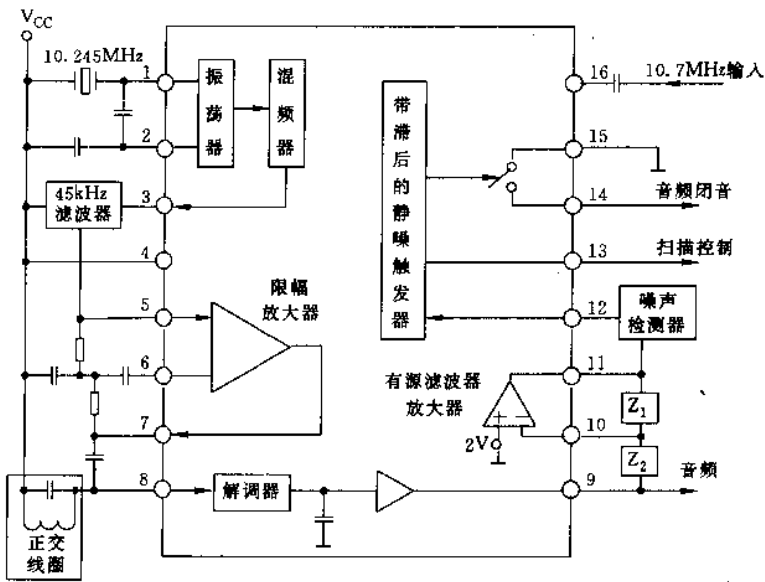 V_CC
10.245MHz
1
2
3
4
5
6
7
8
振荡器
混频器
45kHz
滤波器
限幅
放大器
解调器
正交
线圈
带滞后的静噪触发器
16
10.7MHz输入
15
14
音频闭音
13
扫描控制
12
噪声
检测器
11
有源滤波器
放大器
10
2V
Z₁
Z₂
9
音频